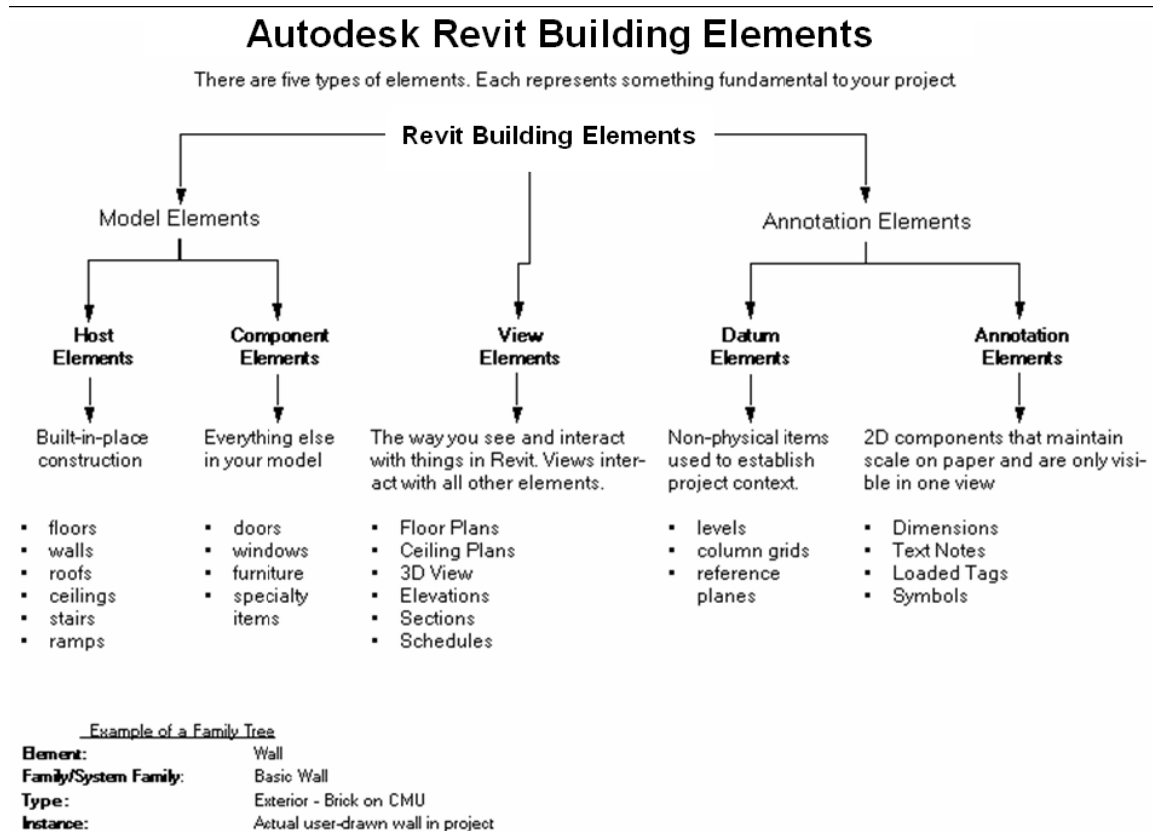 Autodesk Revit Building Elements
There are five types of elements. Each represents something fundamental to your project
Revit Building Elements
Model Elements
Annotation Elements
Host
Elements
Built-in-place
construction
▪ floors
▪ walls
▪ roofs
▪ ceilings
▪ stairs
▪ ramps
Component
Elements
Everything else
in your model
▪ doors
▪ windows
▪ furniture
▪ specialty
items
View
Elements
The way you see and interact
with things in Revit. Views inter-
act with all other elements.
▪ Floor Plans
▪ Ceiling Plans
▪ 3D View
▪ Elevations
▪ Sections
▪ Schedules
Datum
Elements
Non-physical items
used to establish
project context.
▪ levels
▪ column grids
▪ reference
planes
Annotation
Elements
2D components that maintain
scale on paper and are only visi-
ble in one view
▪ Dimensions
▪ Text Notes
▪ Loaded Tags
▪ Symbols
Example of a Family Tree
Element: Wall
Family/System Family: Basic Wall
Type: Exterior - Brick on CMU
Instance: Actual user-drawn wall in project